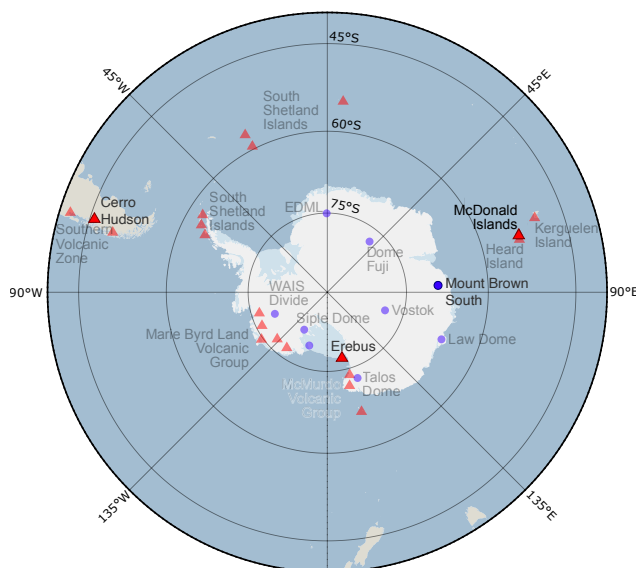 45°S
45°W
45°E
South
Shetland
Islands
60°S
Cerro
Hudson
South
Shetland
Islands
EDML
75°S
McDonald
Islands
Kerguelen
Island
Southern
Volcanic
Zone
Dome
Fuji
Heard
Island
90°W
WAIS
Divide
Mount Brown
South
90°E
Siple Dome
Vostok
Marie Byrd Land
Volcanic
Group
Erebus
Law Dome
McMurdo
Volcanic
Group
Talos
Dome
135°W
135°E